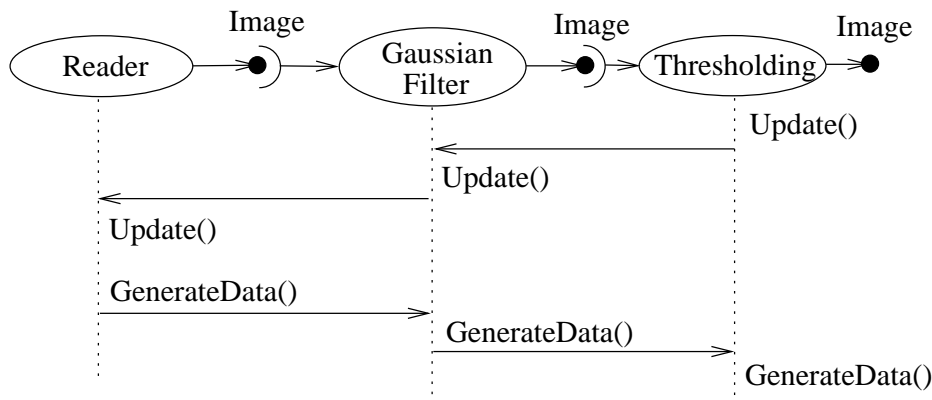 Image
Image
Image
Reader
Gaussian
Filter
Thresholding
Update()
Update()
Update()
GenerateData()
GenerateData()
GenerateData()